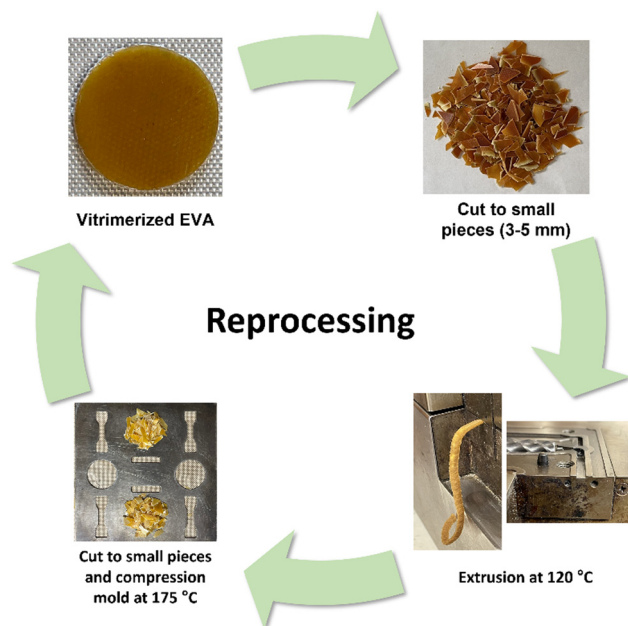 Vitrimerized EVA
Cut to small
pieces (3-5 mm)
Reprocessing
Extrusion at 120 °C
Cut to small pieces
and compression
mold at 175 °C